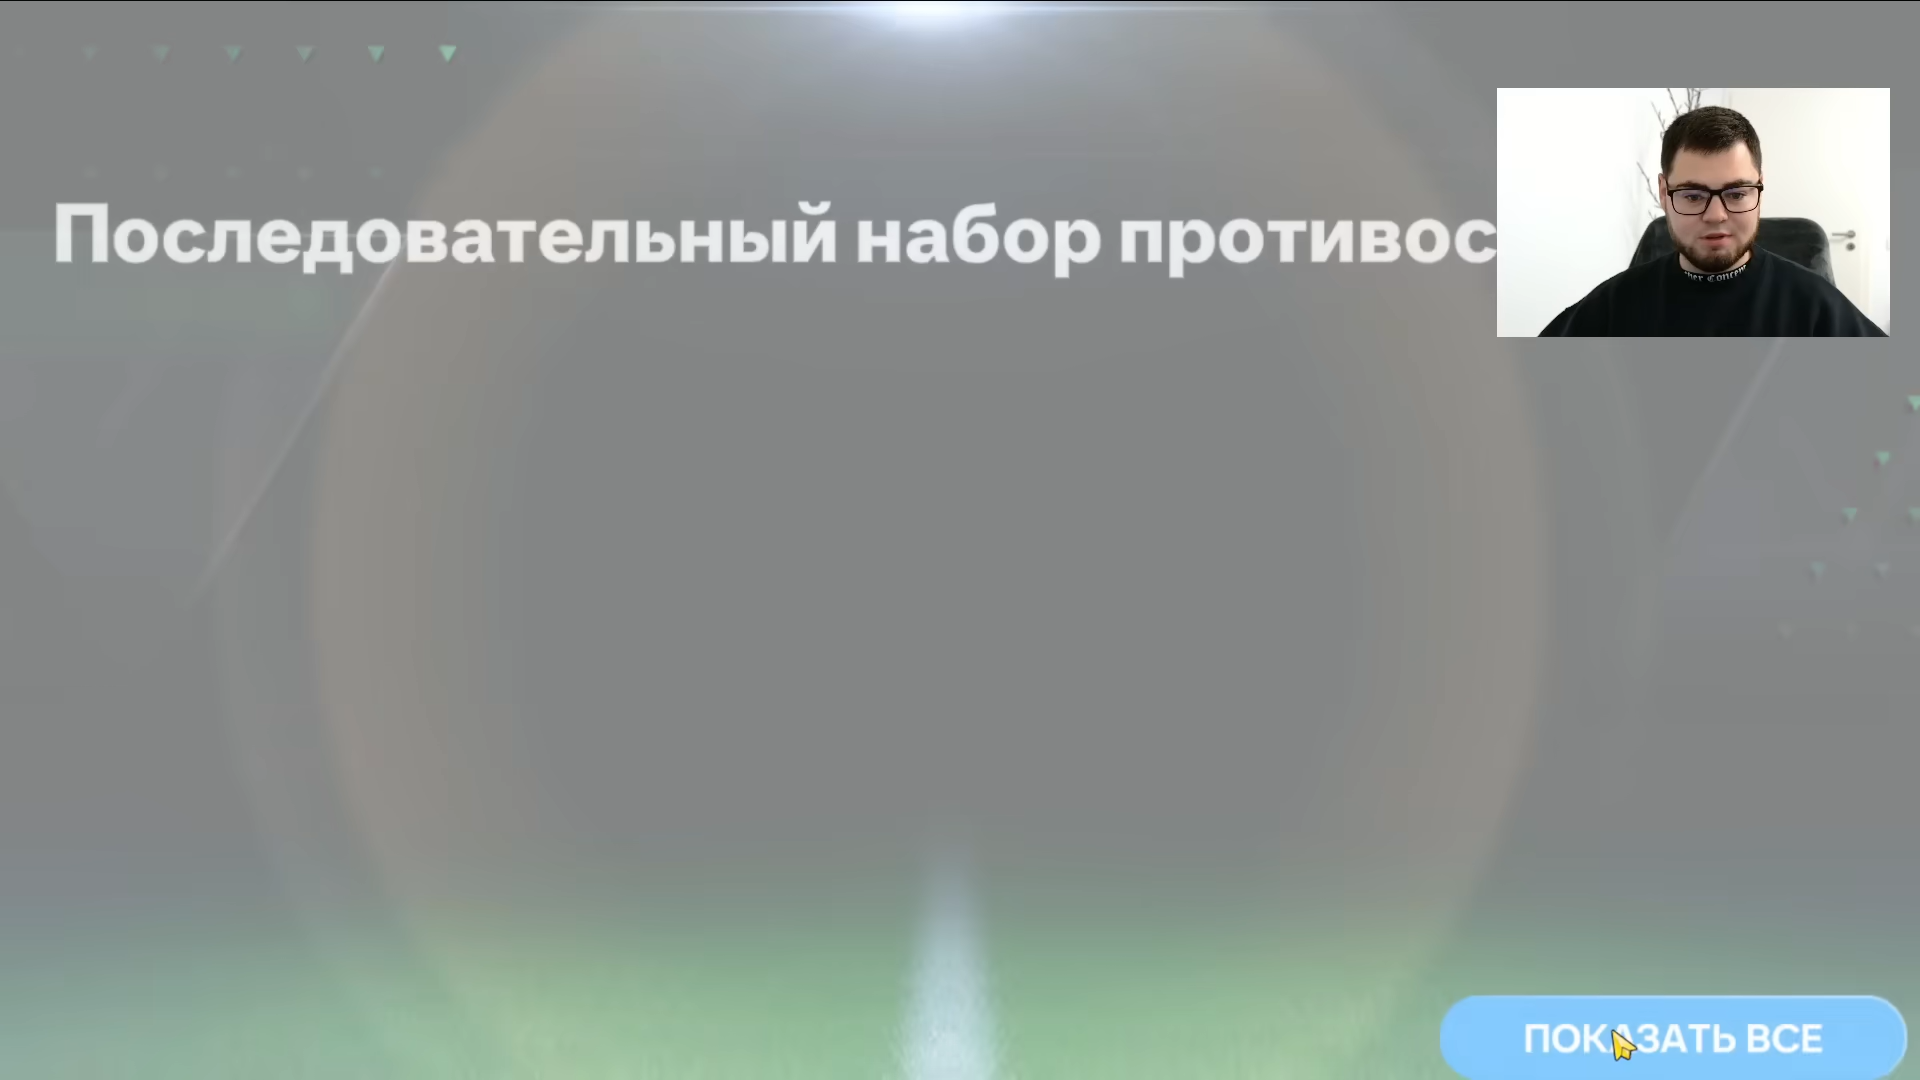 Последовательный набор противос
ПОКАЗАТЬ ВСЕ